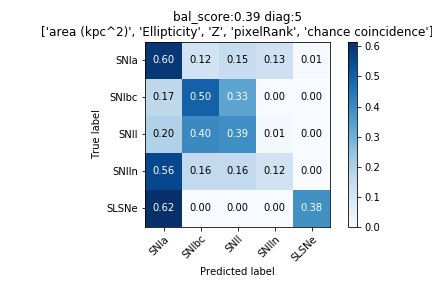 bal_score:0.39 diag:5
['area (kpc^2)', 'Ellipticity', 'Z', 'pixelRank', 'chance coincidence']
True label
SNIa 0.60 0.12 0.15 0.13 0.01
SNIbc 0.17 0.50 0.33 0.00 0.00
SNII 0.20 0.40 0.39 0.01 0.00
SNIIn 0.56 0.16 0.16 0.12 0.00
SLSNe 0.62 0.00 0.00 0.00 0.38
SNIa SNIbc SNII SNIIn SLSNe
Predicted label
0.6
0.5
0.4
0.3
0.2
0.1
0.0